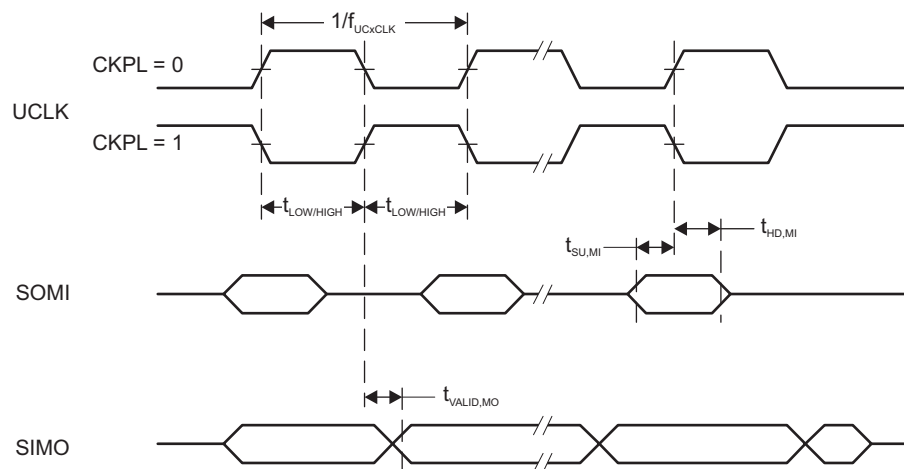 1/fUCxCLK
CKPL = 0
UCLK
CKPL = 1
tLOW/HIGH tLOW/HIGH
tHD,MI
tSU,MI
SOMI
tVALID,MO
SIMO